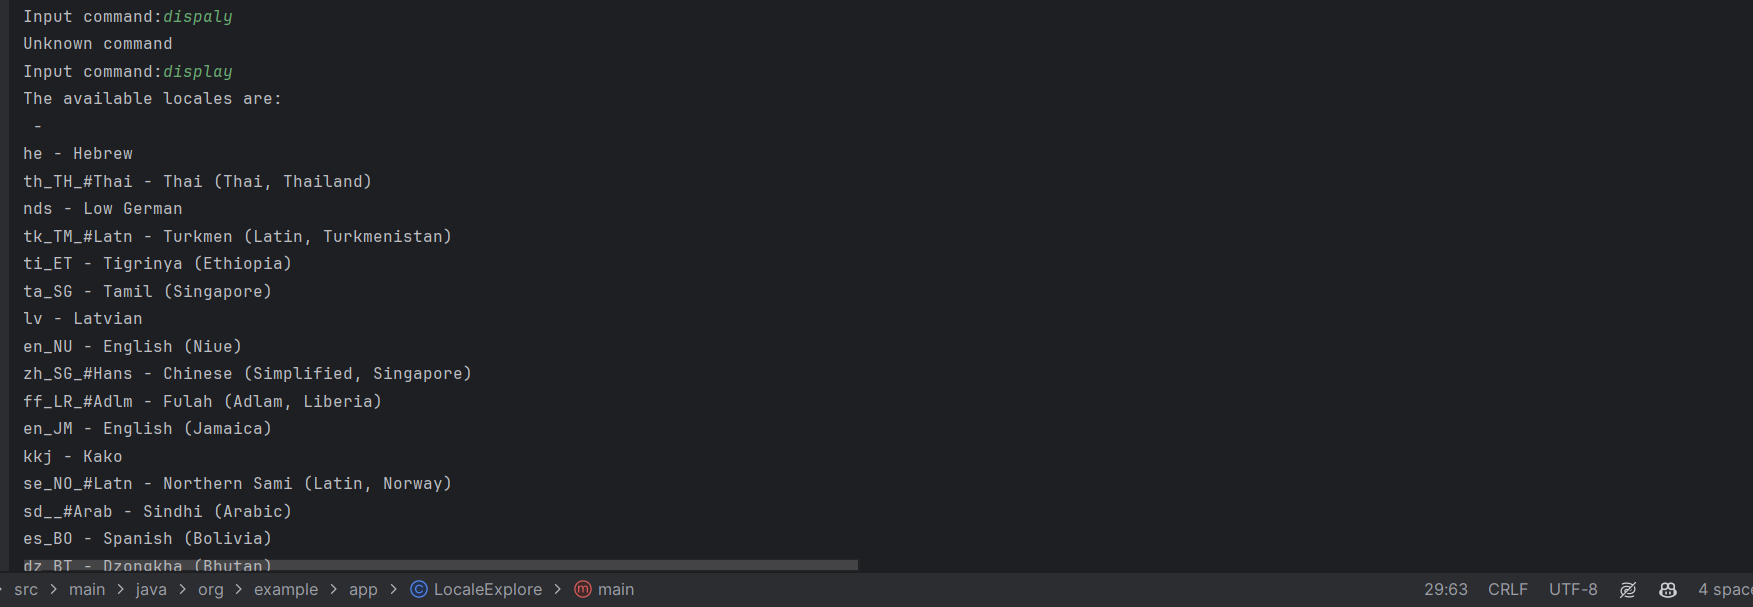 Input command:dispaly
Unknown command
Input command:display
The available locales are:
 -
he - Hebrew
th_TH_#Thai - Thai (Thai, Thailand)
nds - Low German
tk_TM_#Latn - Turkmen (Latin, Turkmenistan)
ti_ET - Tigrinya (Ethiopia)
ta_SG - Tamil (Singapore)
lv - Latvian
en_NU - English (Niue)
zh_SG_#Hans - Chinese (Simplified, Singapore)
ff_LR_#Adlm - Fulah (Adlam, Liberia)
en_JM - English (Jamaica)
kkj - Kako
se_NO_#Latn - Northern Sami (Latin, Norway)
sd__#Arab - Sindhi (Arabic)
es_BO - Spanish (Bolivia)
dz_BT - Dzongkha (Bhutan)
src > main > java > org > example > app > LocaleExplore > main 29:63 CRLF UTF-8 4 spac